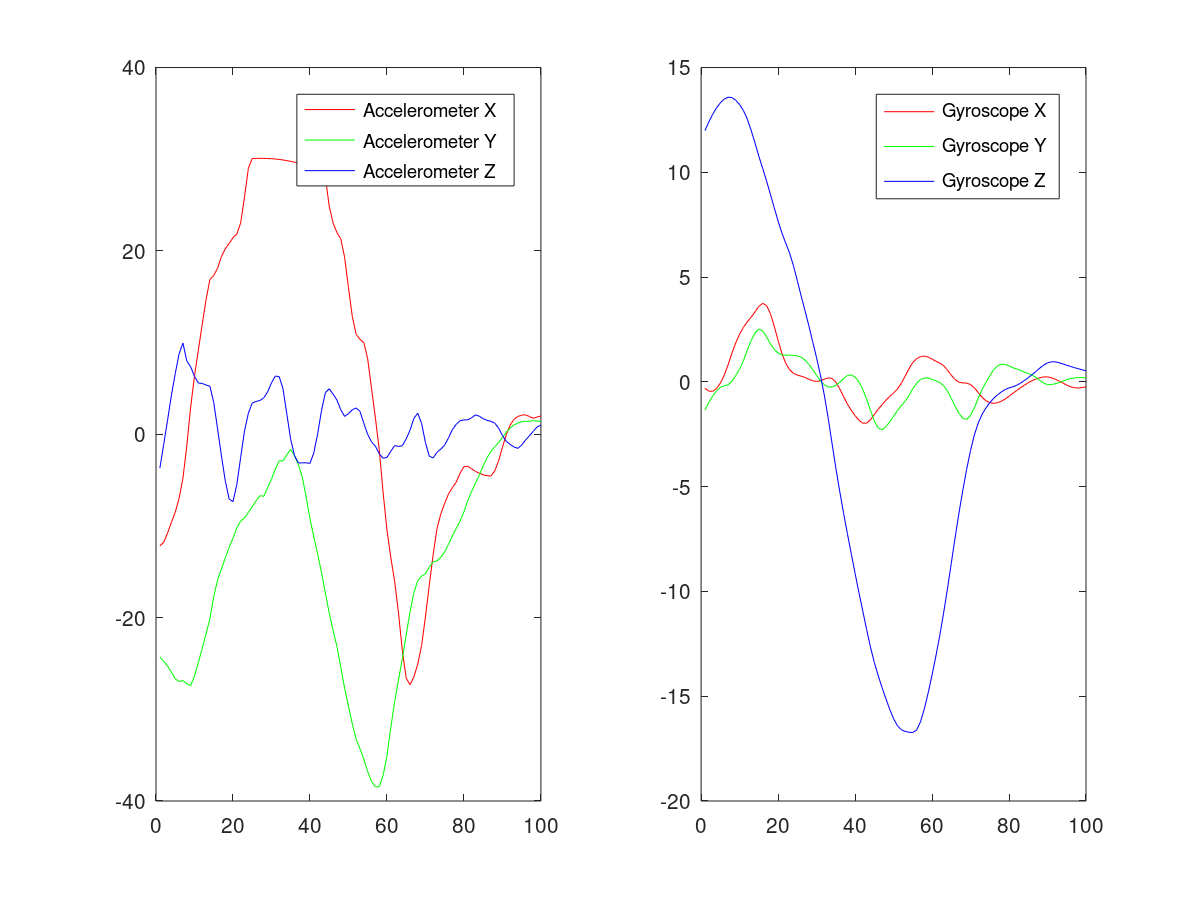 40
20
0
-20
-40
0 20 40 60 80 100
Accelerometer X
Accelerometer Y
Accelerometer Z
15
10
5
0
-5
-10
-15
-20
0 20 40 60 80 100
Gyroscope X
Gyroscope Y
Gyroscope Z